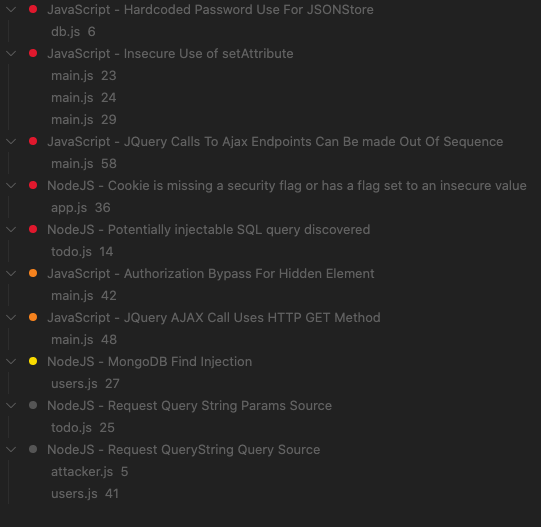 JavaScript - Hardcoded Password Use For JSONStore
db.js 6
JavaScript - Insecure Use of setAttribute
main.js 23
main.js 24
main.js 29
JavaScript - JQuery Calls To Ajax Endpoints Can Be made Out Of Sequence
main.js 58
NodeJS - Cookie is missing a security flag or has a flag set to an insecure value
app.js 36
NodeJS - Potentially injectable SQL query discovered
todo.js 14
JavaScript - Authorization Bypass For Hidden Element
main.js 42
JavaScript - JQuery AJAX Call Uses HTTP GET Method
main.js 48
NodeJS - MongoDB Find Injection
users.js 27
NodeJS - Request Query String Params Source
todo.js 25
NodeJS - Request QueryString Query Source
attacker.js 5
users.js 41